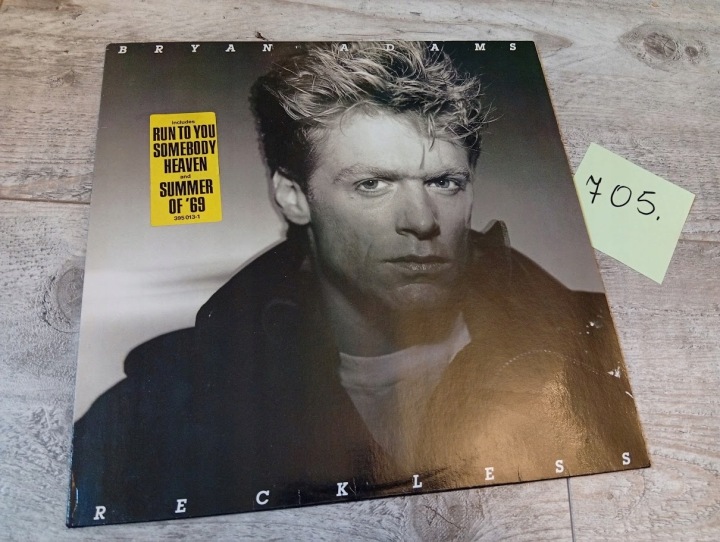 BRYAN ADAMS
includes
RUN TO YOU
SOMEBODY
HEAVEN
and
SUMMER
OF '69
395 013-1
705.
RECKLESS